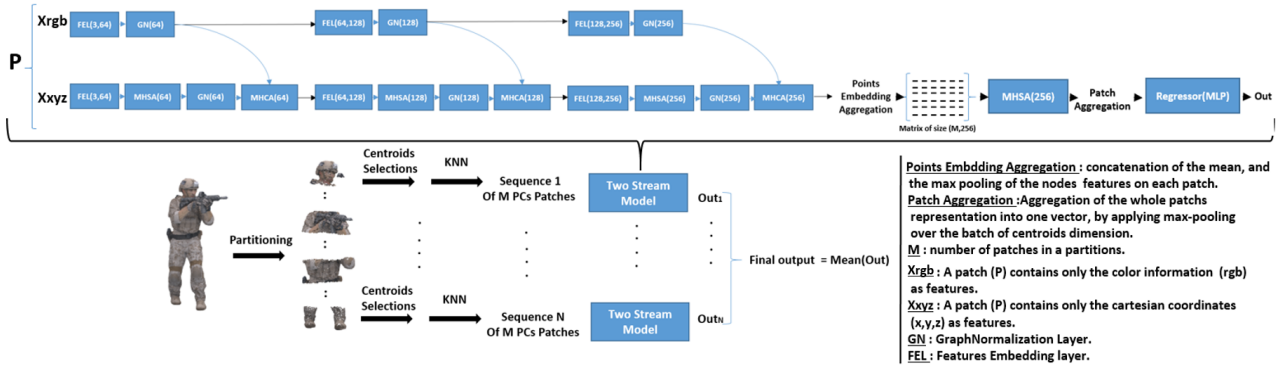 Xrgb
FEL(3,64) GN(64) FEL(64,128) GN(128) FEL(128,256) GN(256)
P
Xxyz
FEL(3,64) MHSA(64) GN(64) MHCA(64) FEL(64,128) MHSA(128) GN(128) MHCA(128) FEL(128,256) MHSA(256) GN(256) MHCA(256)
Points
Embedding
Aggregation
Matrix of size (M,256)
MHSA(256)
Patch
Aggregation
Regressor(MLP)
Out
Partitioning
Centroids
Selections
KNN
Sequence 1
Of M PCs Patches
Two Stream
Model
Out1
Centroids
Selections
KNN
Sequence N
Of M PCs Patches
Two Stream
Model
OutN
Final output = Mean(Out)
Points Embdding Aggregation : concatenation of the mean, and
the max pooling of the nodes features on each patch.
Patch Aggregation :Aggregation of the whole patchs
representation into one vector, by applying max-pooling
over the batch of centroids dimension.
M : number of patches in a partitions.
Xrgb : A patch (P) contains only the color information (rgb)
as features.
Xxyz : A patch (P) contains only the cartesian coordinates
(x,y,z) as features.
GN : GraphNormalization Layer.
FEL : Features Embedding layer.